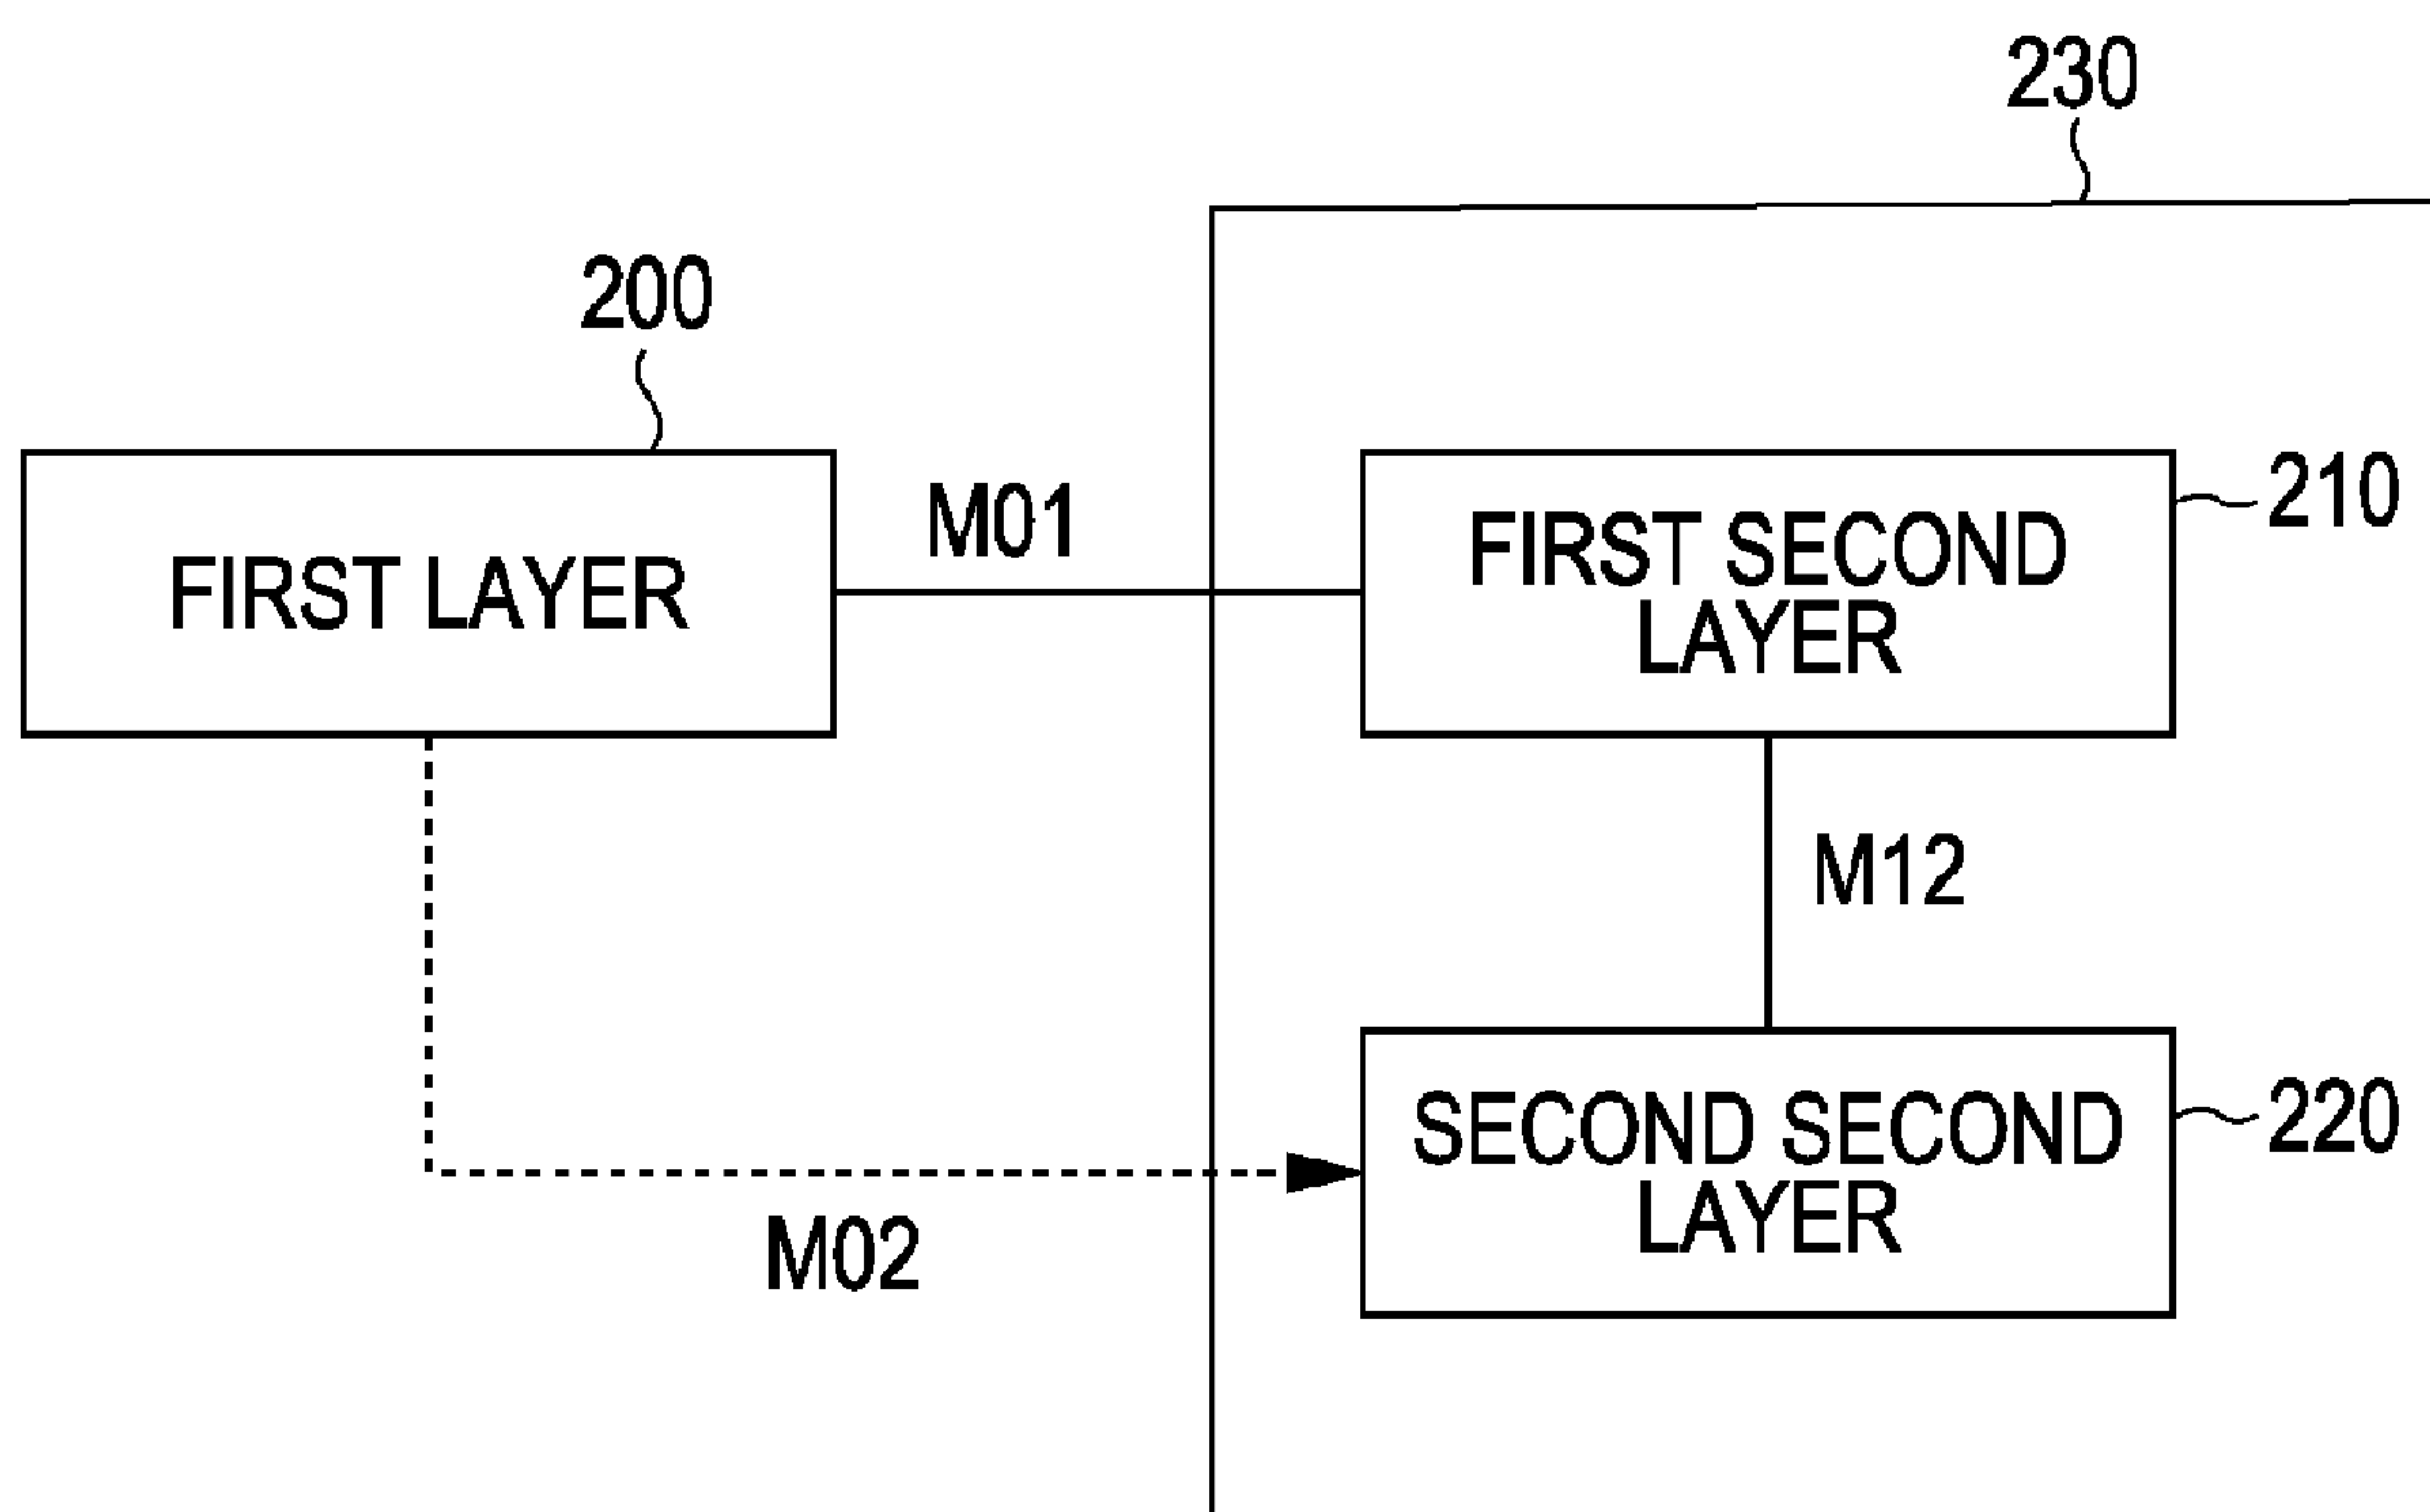 230
200
M01
FIRST LAYER
FIRST SECOND
LAYER
210
M12
SECOND SECOND
LAYER
220
M02